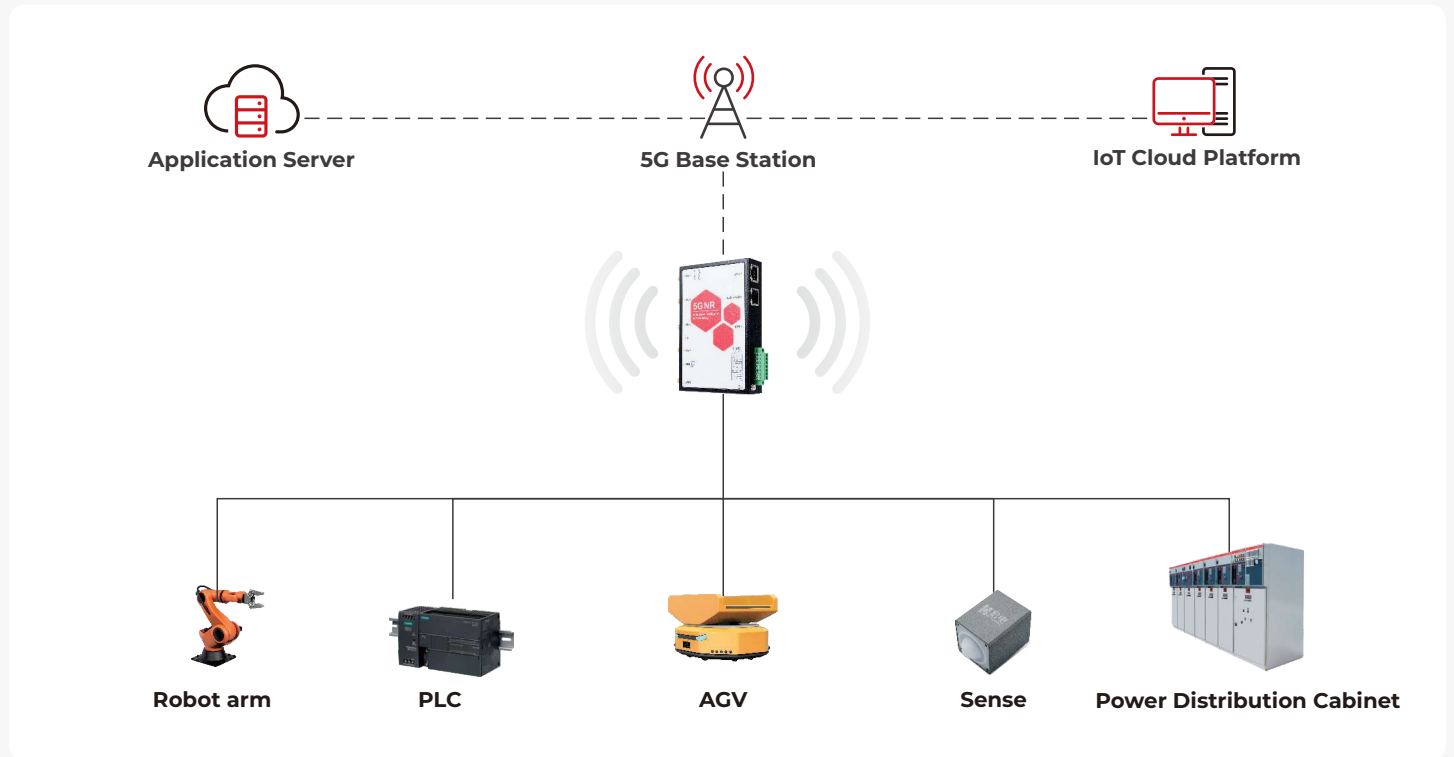 Application Server
5G Base Station
IoT Cloud Platform
5G NR
Robot arm
PLC
AGV
Sense
Power Distribution Cabinet